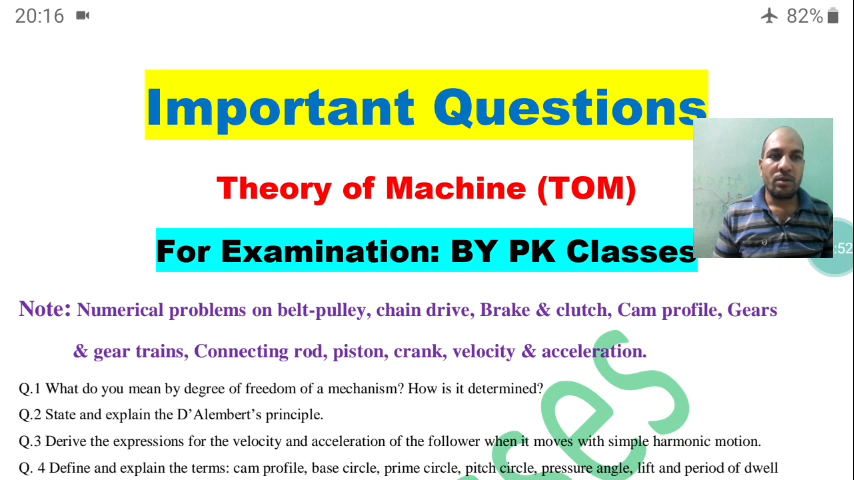 20:16
82%
Important Questions
Theory of Machine (TOM)
For Examination: BY PK Classes
:52
Note: Numerical problems on belt-pulley, chain drive, Brake & clutch, Cam profile, Gears
& gear trains, Connecting rod, piston, crank, velocity & acceleration.
Q.1 What do you mean by degree of freedom of a mechanism? How is it determined?
Q.2 State and explain the D’Alembert’s principle.
Q.3 Derive the expressions for the velocity and acceleration of the follower when it moves with simple harmonic motion.
Q. 4 Define and explain the terms: cam profile, base circle, prime circle, pitch circle, pressure angle, lift and period of dwell